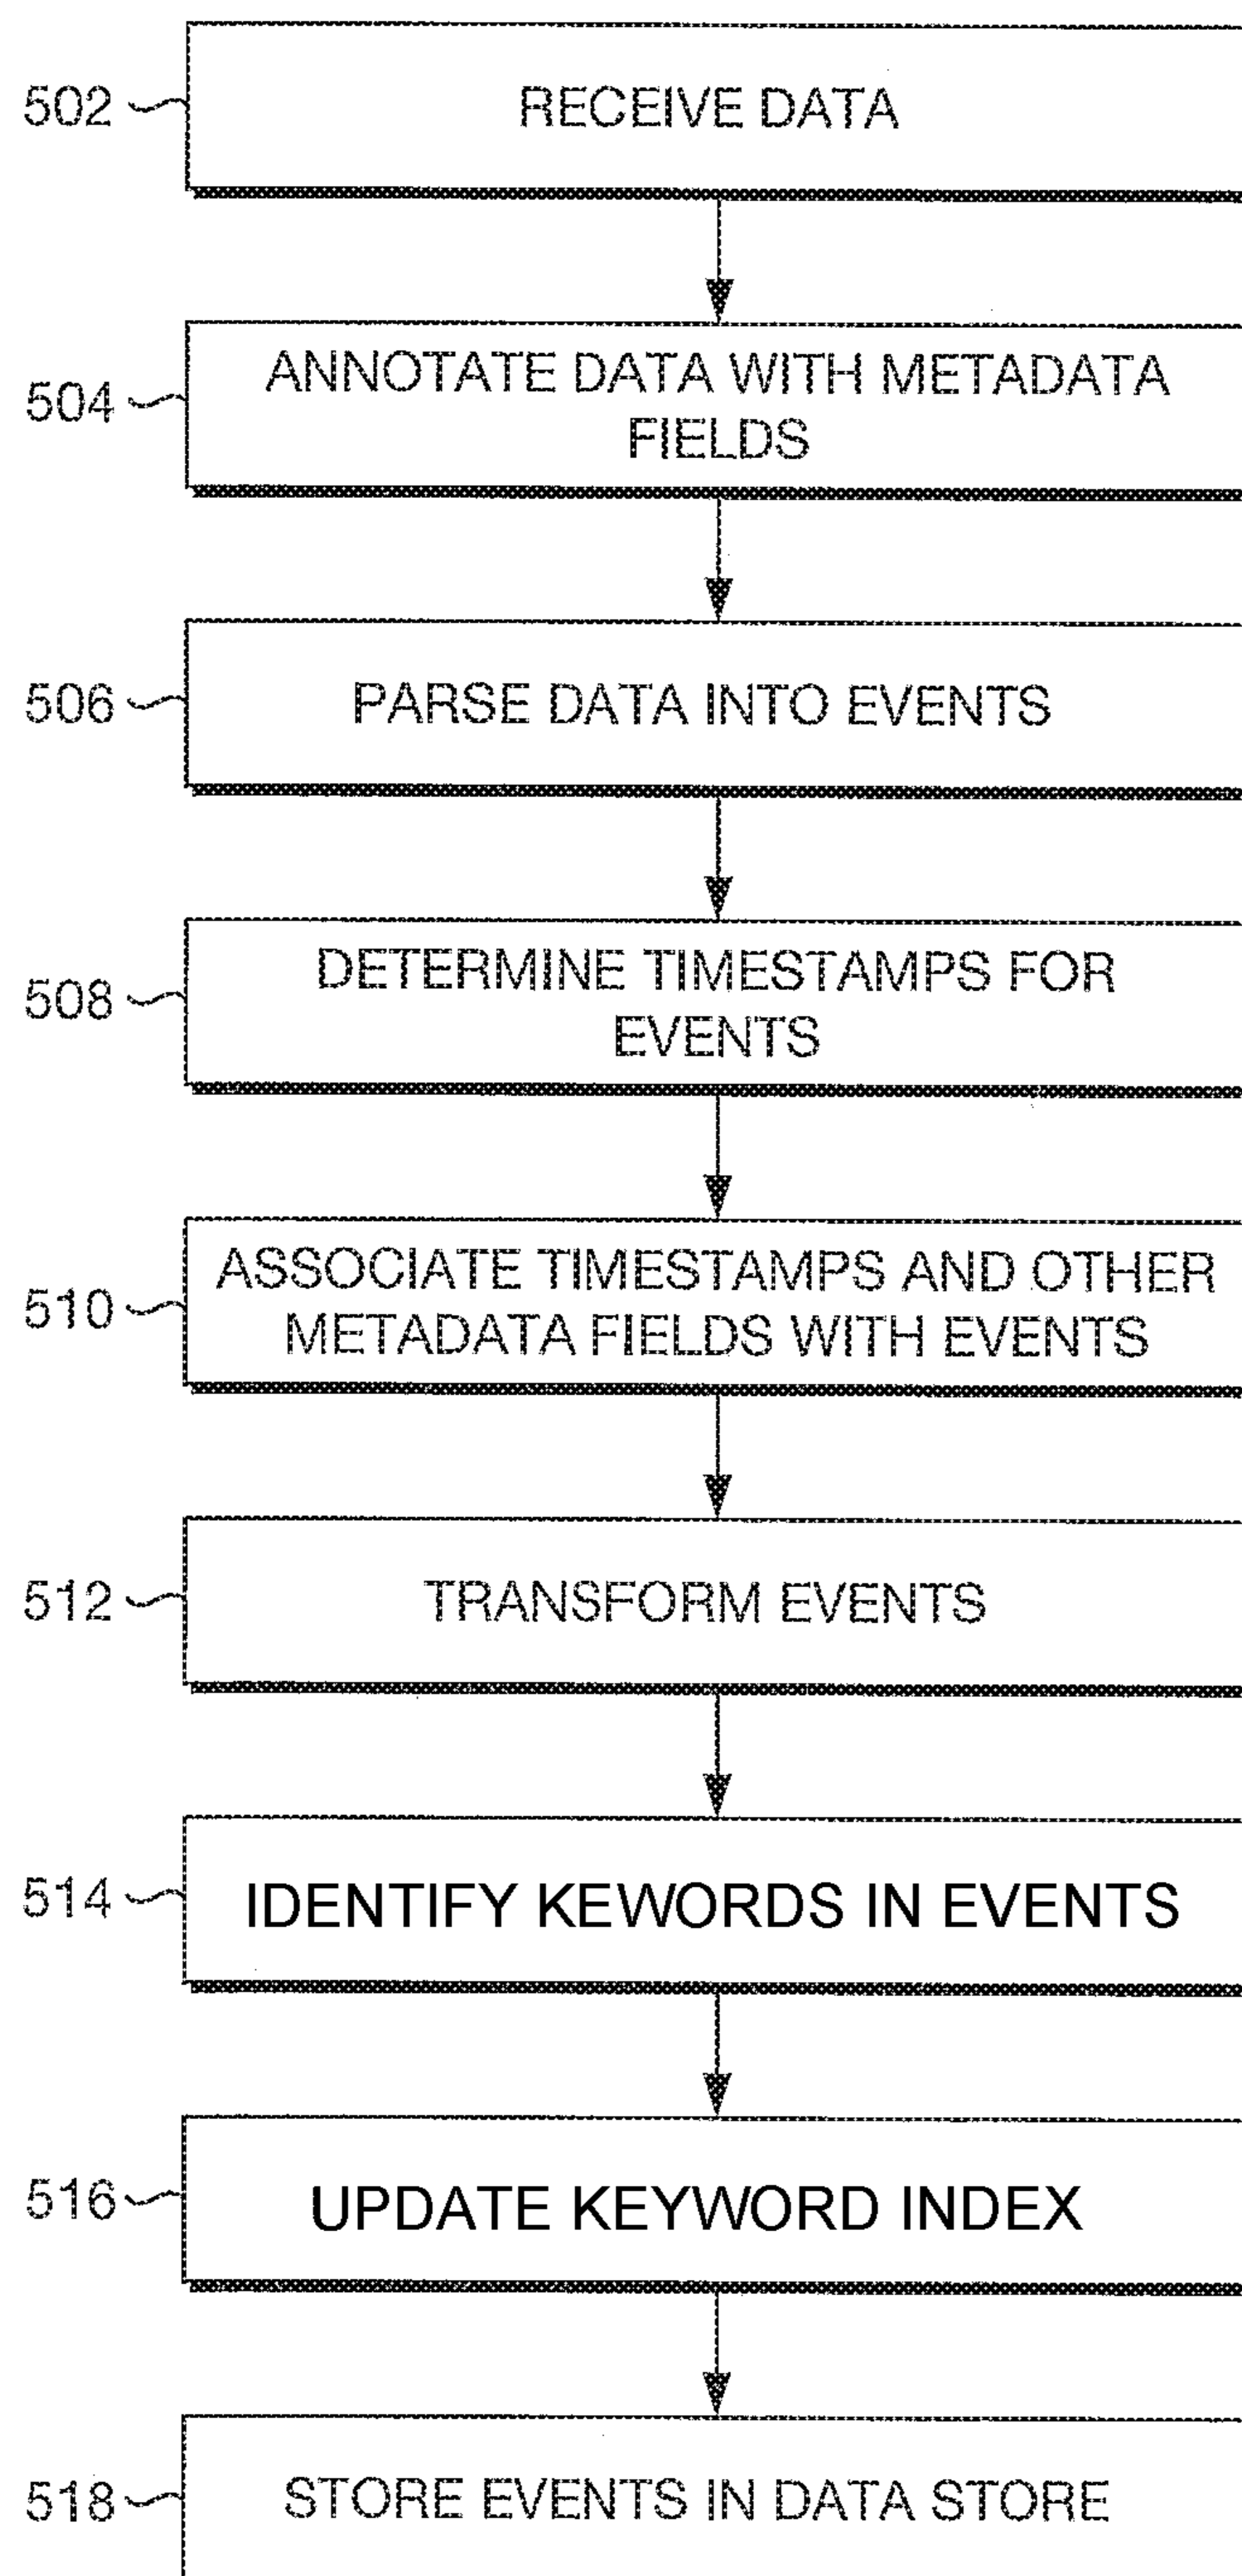 502
RECEIVE DATA
504
ANNOTATE DATA WITH METADATA
FIELDS
506
PARSE DATA INTO EVENTS
508
DETERMINE TIMESTAMPS FOR
EVENTS
510
ASSOCIATE TIMESTAMPS AND OTHER
METADATA FIELDS WITH EVENTS
512
TRANSFORM EVENTS
514
IDENTIFY KEWORDS IN EVENTS
516
UPDATE KEYWORD INDEX
518
STORE EVENTS IN DATA STORE